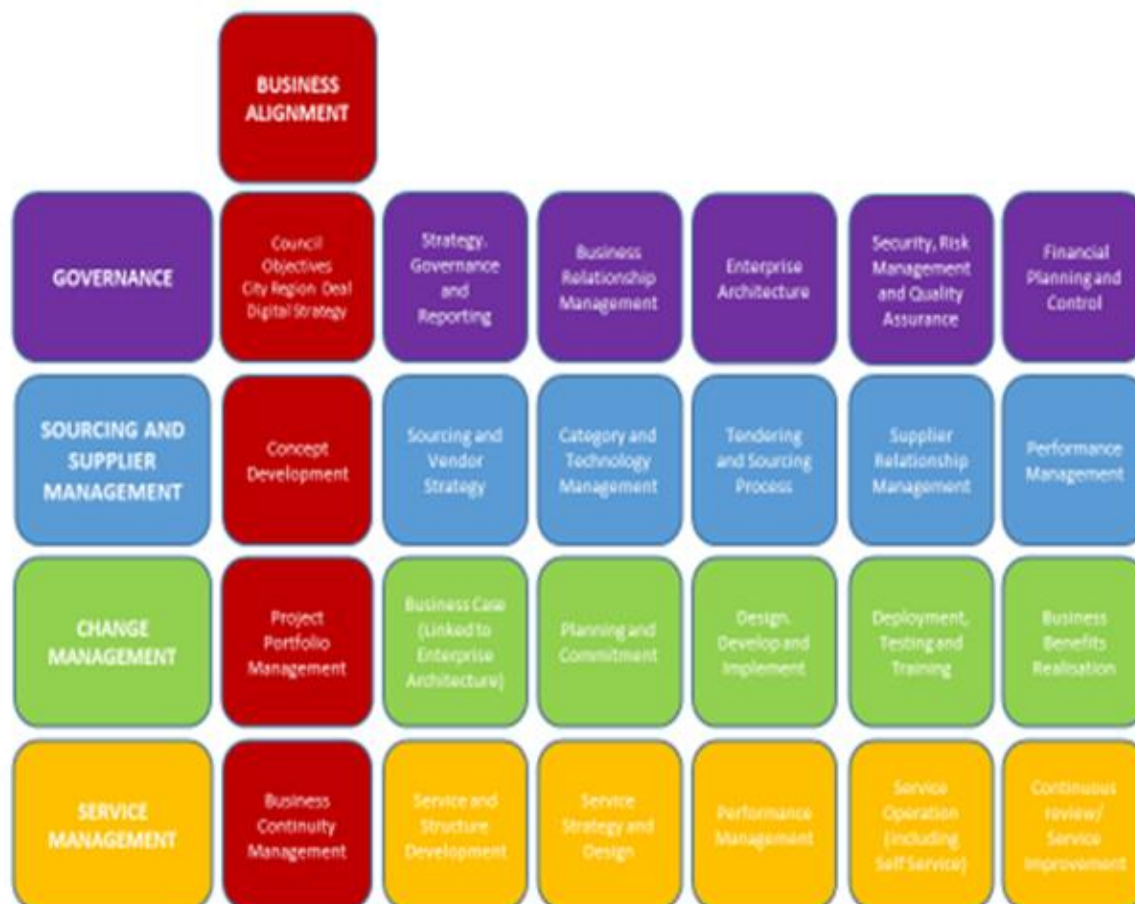 BUSINESS
ALIGNMENT
GOVERNANCE
Council
Objectives
City Region Deal
Digital Strategy
Strategy,
Governance
and
Reporting
Business
Relationship
Management
Enterprise
Architecture
Security, Risk
Management
and Quality
Assurance
Financial
Planning and
Control
SOURCING AND
SUPPLIER
MANAGEMENT
Concept
Development
Sourcing and
Vendor
Strategy
Category and
Technology
Management
Tendering
and Sourcing
Process
Supplier
Relationship
Management
Performance
Management
CHANGE
MANAGEMENT
Project
Portfolio
Management
Business Case
(Linked to
Enterprise
Architecture)
Planning and
Commitment
Design,
Develop and
Implement
Deployment,
Testing and
Training
Business
Benefits
Realisation
SERVICE
MANAGEMENT
Business
Continuity
Management
Service and
Structure
Development
Service
Strategy and
Design
Performance
Management
Service
Operation
(including
Self Service)
Continuous
review/
Service
Improvement